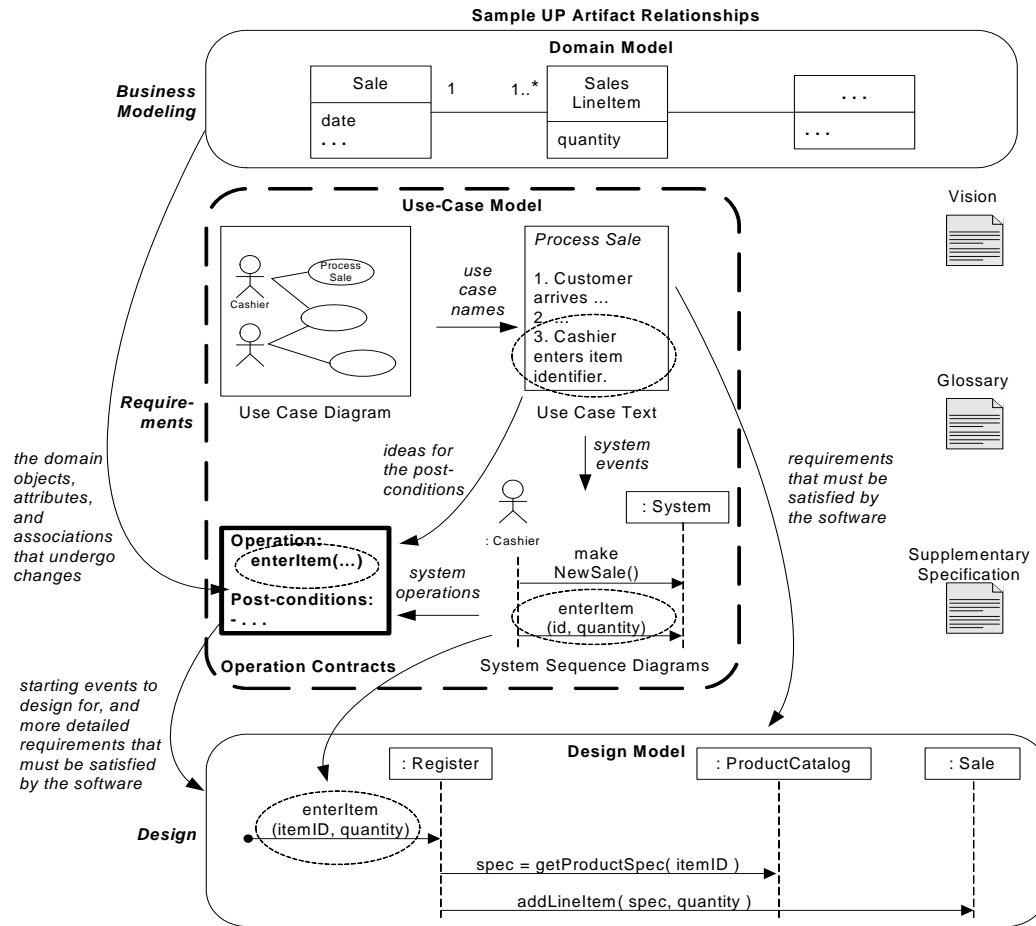 Sample UP Artifact Relationships
Domain Model
Business
Modeling
Sale
1
1..*
Sales
LineItem
. . .
date
. . .
quantity
. . .
Use-Case Model
Vision
Process
Sale
Cashier
use
case
names
Process Sale
1. Customer
arrives ...
2. ...
3. Cashier
enters item
identifier.
Use Case Diagram
Use Case Text
Glossary
Require-
ments
the domain
objects,
attributes,
and
associations
that undergo
changes
ideas for
the post-
conditions
system
events
requirements
that must be
satisfied by
the software
: Cashier
: System
Operation:
enterItem(...)
Post-conditions:
- . . .
system
operations
make
NewSale()
enterItem
(id, quantity)
Supplementary
Specification
Operation Contracts
System Sequence Diagrams
starting events to
design for, and
more detailed
requirements that
must be satisfied
by the software
Design Model
: Register
: ProductCatalog
: Sale
Design
enterItem
(itemID, quantity)
spec = getProductSpec( itemID )
addLineItem( spec, quantity )